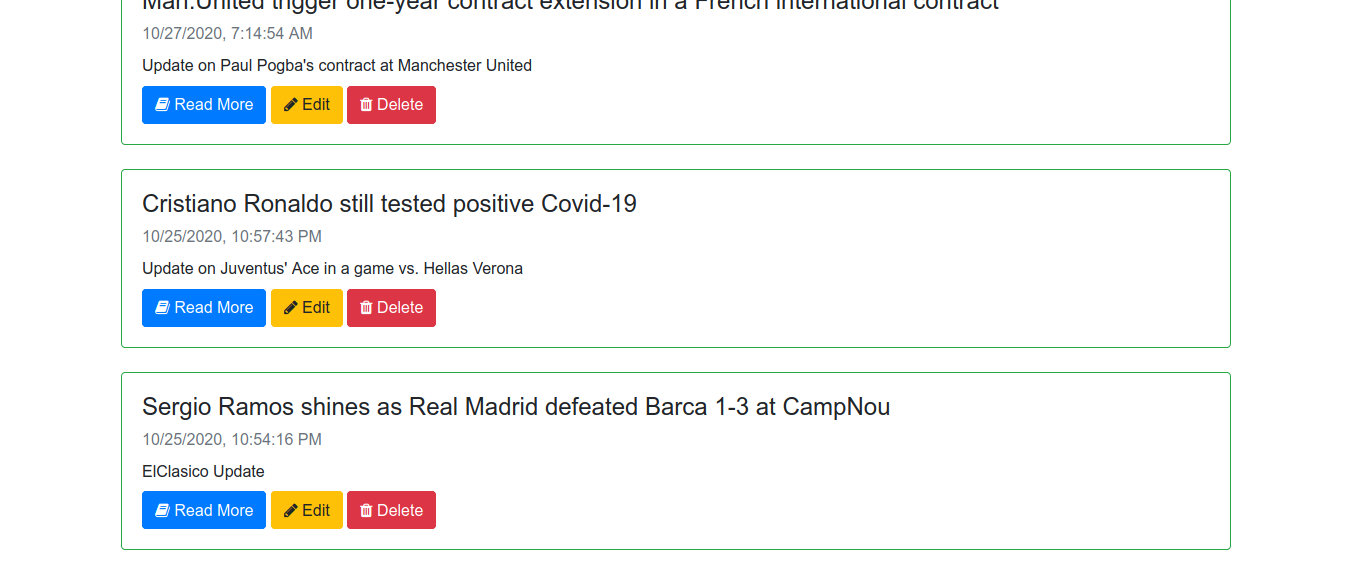 Man.United trigger one-year contract extension in a French international contract
10/27/2020, 7:14:54 AM
Update on Paul Pogba's contract at Manchester United
Read More Edit Delete
Cristiano Ronaldo still tested positive Covid-19
10/25/2020, 10:57:43 PM
Update on Juventus' Ace in a game vs. Hellas Verona
Read More Edit Delete
Sergio Ramos shines as Real Madrid defeated Barca 1-3 at CampNou
10/25/2020, 10:54:16 PM
ElClasico Update
Read More Edit Delete